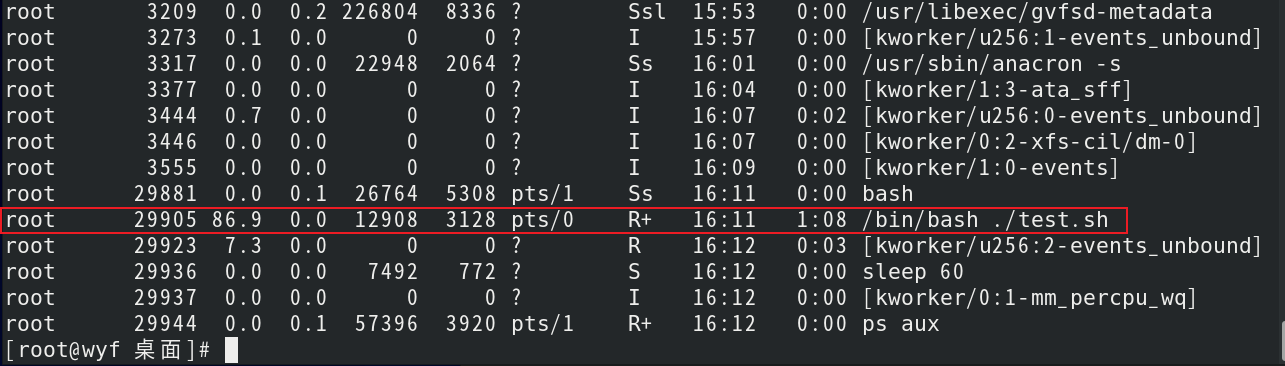 root 3209 0.0 0.2 226804 8336 ? Ssl 15:53 0:00 /usr/libexec/gvfsd-metadata
root 3273 0.1 0.0 0 0 ? I 15:57 0:00 [kworker/u256:1-events_unbound]
root 3317 0.0 0.0 22948 2064 ? Ss 16:01 0:00 /usr/sbin/anacron -s
root 3377 0.0 0.0 0 0 ? I 16:04 0:00 [kworker/1:3-ata_sff]
root 3444 0.7 0.0 0 0 ? I 16:07 0:02 [kworker/u256:0-events_unbound]
root 3446 0.0 0.0 0 0 ? I 16:07 0:00 [kworker/0:2-xfs-cil/dm-0]
root 3555 0.0 0.0 0 0 ? I 16:09 0:00 [kworker/1:0-events]
root 29881 0.0 0.1 26764 5308 pts/1 Ss 16:11 0:00 bash
root 29905 86.9 0.0 12908 3128 pts/0 R+ 16:11 1:08 /bin/bash ./test.sh
root 29923 7.3 0.0 0 0 ? R 16:12 0:03 [kworker/u256:2-events_unbound]
root 29936 0.0 0.0 7492 772 ? S 16:12 0:00 sleep 60
root 29937 0.0 0.0 0 0 ? I 16:12 0:00 [kworker/0:1-mm_percpu_wq]
root 29944 0.0 0.1 57396 3920 pts/1 R+ 16:12 0:00 ps aux
[root@wyf 桌面]#